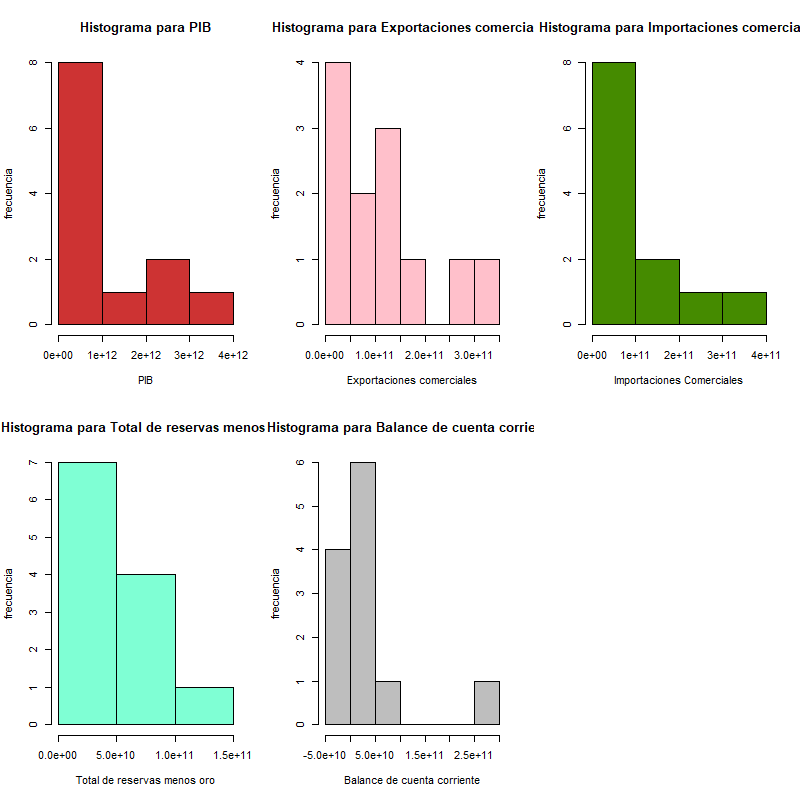 Histograma para PIB
frecuencia
0
2
4
6
8
0e+00 1e+12 2e+12 3e+12 4e+12
PIB
Histograma para Exportaciones comercia
frecuencia
0
1
2
3
4
0.0e+00 1.0e+11 2.0e+11 3.0e+11
Exportaciones comerciales
Histograma para Importaciones comercia
frecuencia
0
2
4
6
8
0e+00 1e+11 2e+11 3e+11 4e+11
Importaciones Comerciales
Histograma para Total de reservas menos
frecuencia
0
1
2
3
4
5
6
7
0.0e+00 5.0e+10 1.0e+11 1.5e+11
Total de reservas menos oro
Histograma para Balance de cuenta corrie
frecuencia
0
1
2
3
4
5
6
-5.0e+10 5.0e+10 1.5e+11 2.5e+11
Balance de cuenta corriente